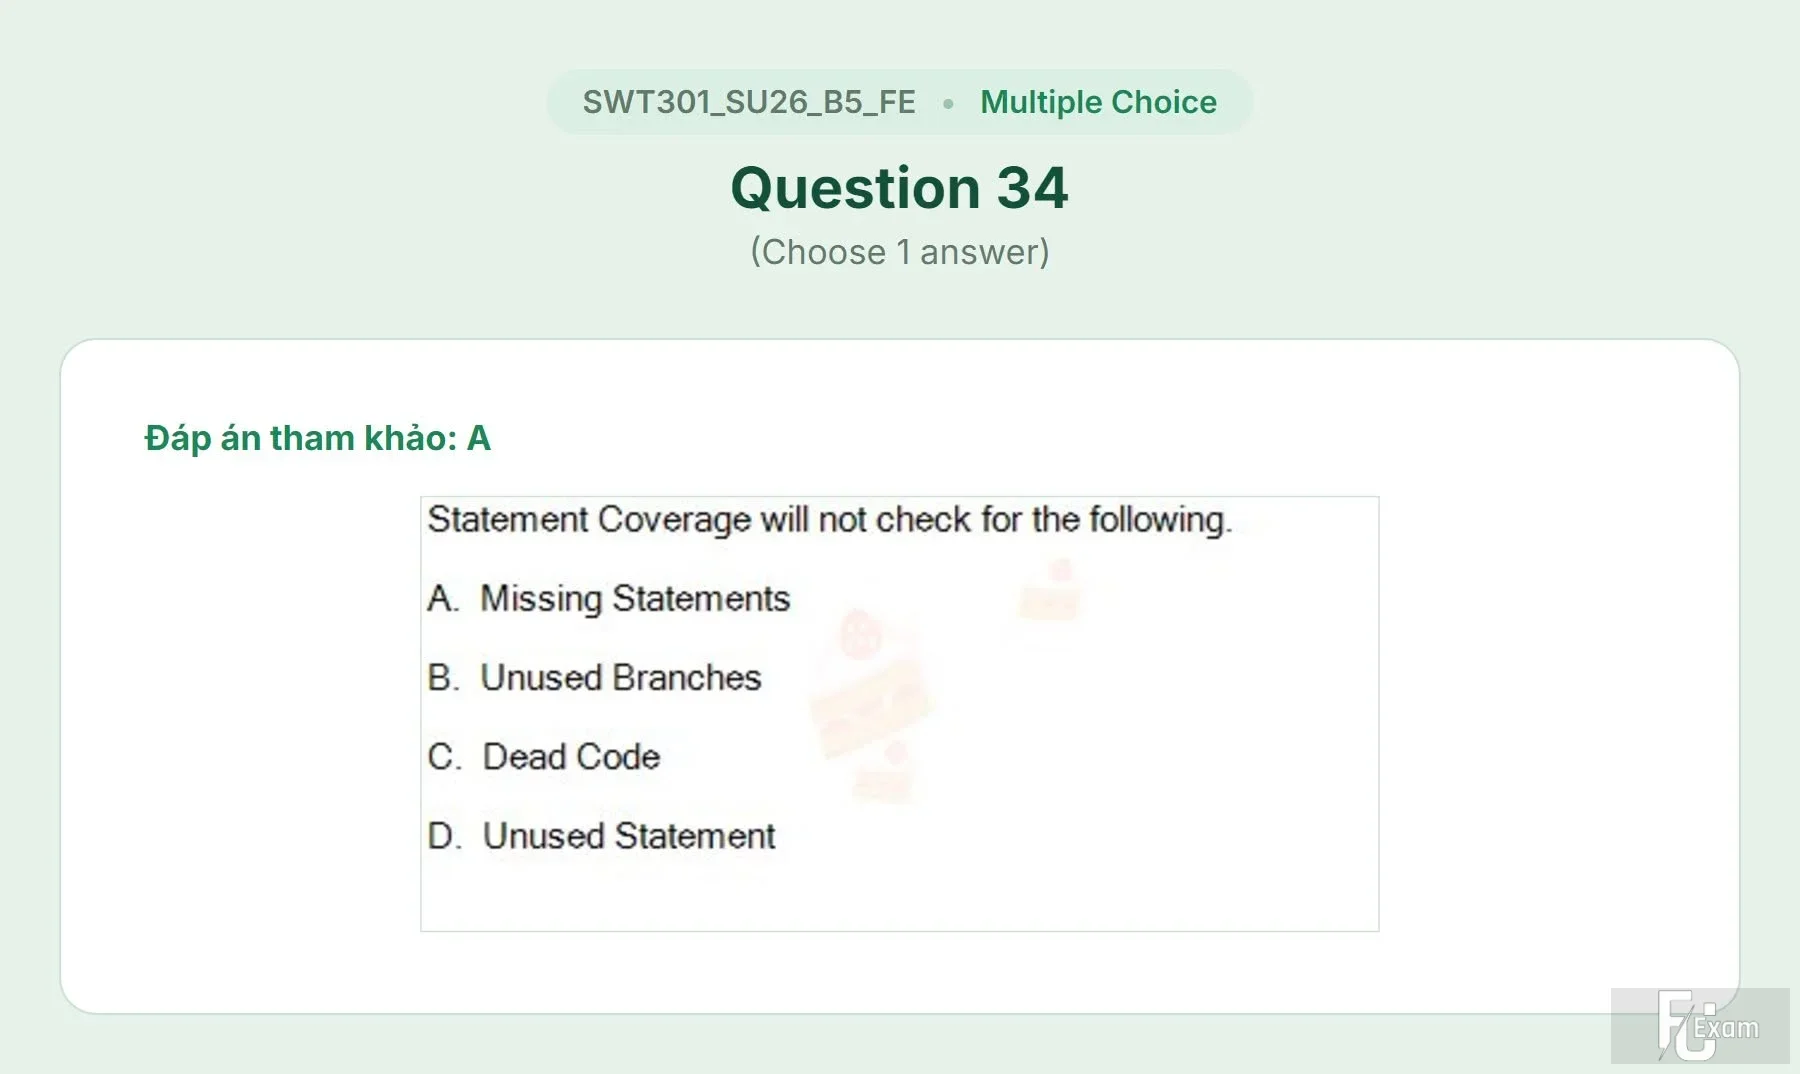 SWT301_SU26_B5_FE • Multiple Choice
Question 34
(Choose 1 answer)
Đáp án tham khảo: A
Statement Coverage will not check for the following.
A. Missing Statements
B. Unused Branches
C. Dead Code
D. Unused Statement
FU Exam